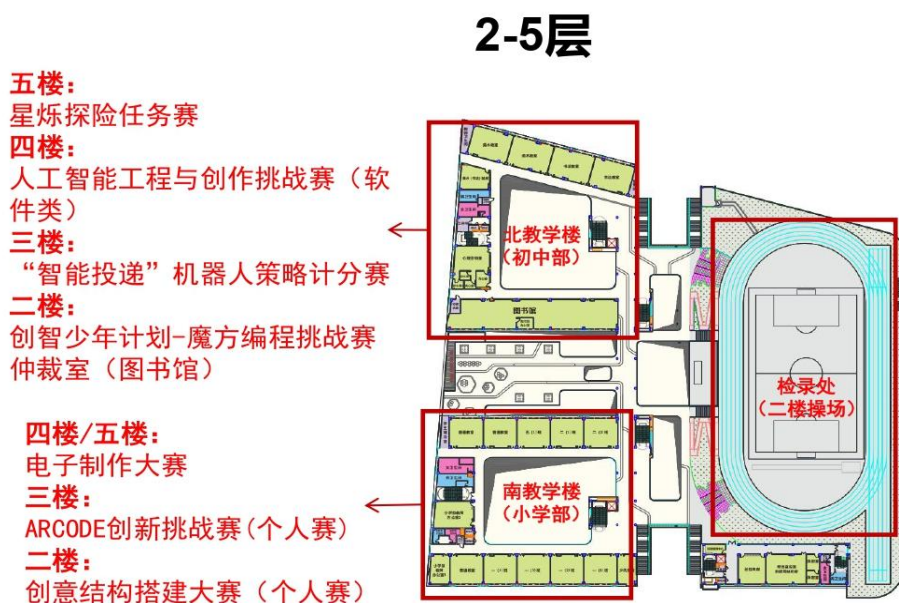 2-5层
五楼：
星烁探险任务赛
四楼：
人工智能工程与创作挑战赛（软
件类）
三楼：
“智能投递”机器人策略计分赛
二楼：
创智少年计划-魔方编程挑战赛
仲裁室（图书馆）
四楼/五楼：
电子制作大赛
三楼：
ARCODE创新挑战赛(个人赛)
二楼：
创意结构搭建大赛（个人赛）
北教学楼
（初中部）
图书馆
南教学楼
（小学部）
检录处
（二楼操场）